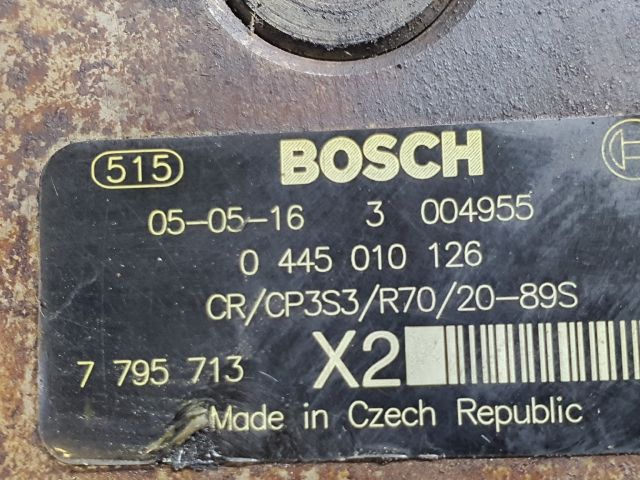 515 BOSCH
05-05-16 3 004955
0 445 010 126
CR/CP3S3/R70/20-89S
7 795 713 X2
Made in Czech Republic